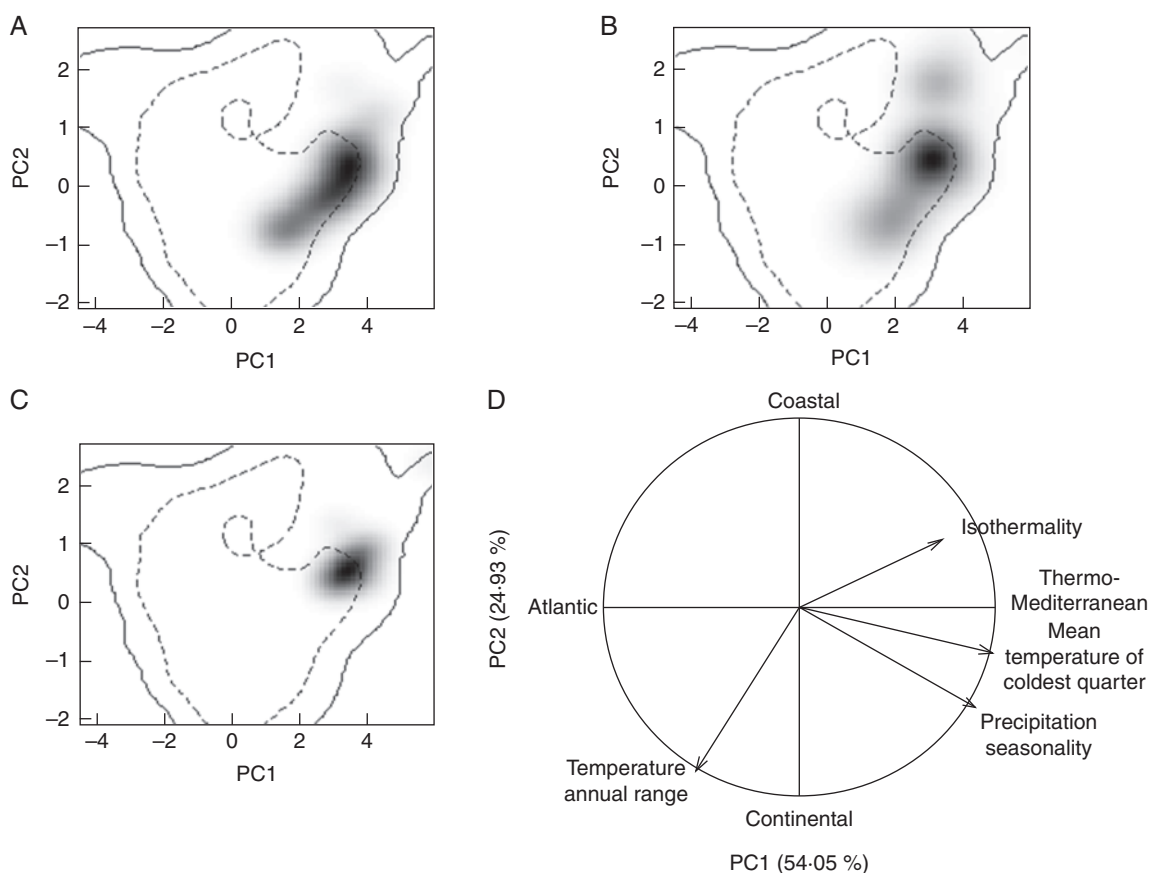 A
2
1
0
–1
–2
PC2
–4
–2
0
2
4
PC1
B
2
1
0
–1
–2
PC2
–4
–2
0
2
4
PC1
C
2
1
0
–1
–2
PC2
–4
–2
0
2
4
PC1
D
Coastal
Isothermality
Thermo-
Mediterranean
Mean
temperature of
coldest quarter
Precipitation
seasonality
Atlantic
PC2 (24·93 %)
Temperature
annual range
Continental
PC1 (54·05 %)